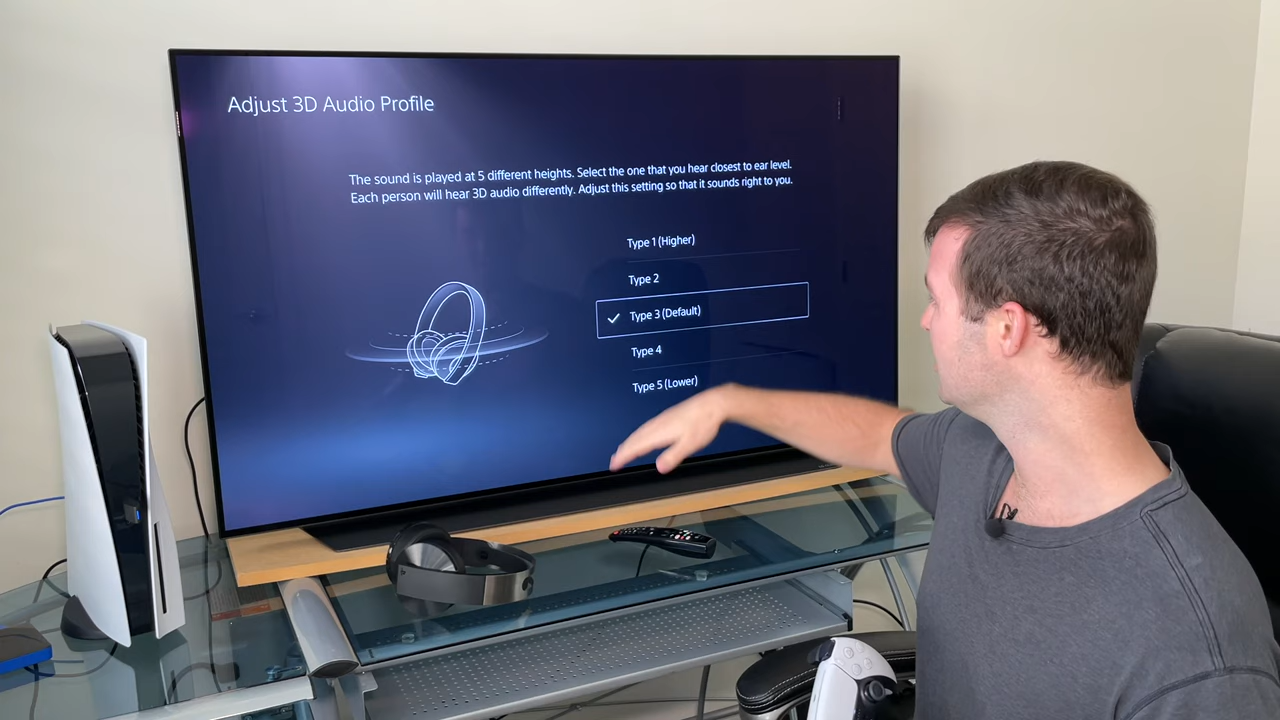 Adjust 3D Audio Profile
The sound is played at 5 different heights. Select the one that you hear closest to ear level.
Each person will hear 3D audio differently. Adjust this setting so that it sounds right to you.
Type 1 (Higher)
Type 2
Type 3 (Default)
Type 4
Type 5 (Lower)